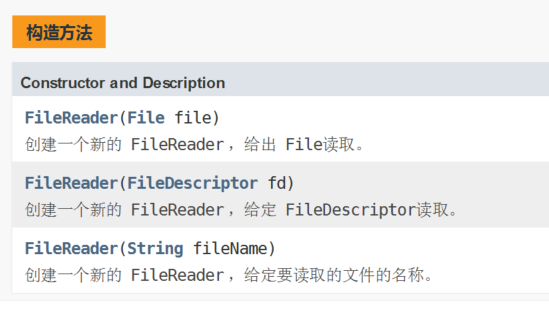 构造方法
Constructor and Description
FileReader(File file)
创建一个新的 FileReader，给出 File读取。
FileReader(FileDescriptor fd)
创建一个新的 FileReader，给定 FileDescriptor读取。
FileReader(String fileName)
创建一个新的 FileReader，给定要读取的文件的名称。